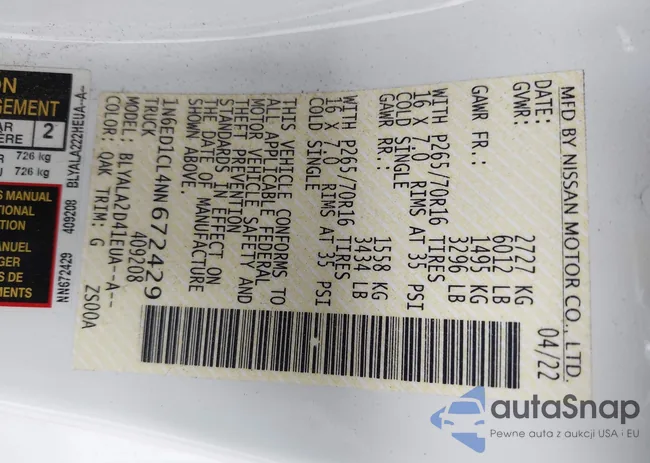 MFD BY NISSAN MOTOR CO., LTD.
DATE: 04/22
GVWR: 2727 KG
6012 LB
GAWR FR.: 1495 KG
3296 LB
WITH P265/70R16 TIRES
16 X 7.0 RIMS AT 35 PSI
COLD SINGLE
GAWR RR.: 1558 KG
3434 LB
WITH P265/70R16 TIRES
16 X 7.0 RIMS AT 35 PSI
COLD SINGLE
THIS VEHICLE CONFORMS TO
ALL APPLICABLE FEDERAL
MOTOR VEHICLE SAFETY AND
THEFT PREVENTION
STANDARDS IN EFFECT ON
THE DATE OF MANUFACTURE
SHOWN ABOVE.
1N6ED1CL4NN672429
TRUCK 409208
MODEL: BLYALA2D41EUA--A--
COLOR: QAK TRIM: G ZS00A
ON
GEMENT
AR
ÈRE 2
R 726 kg
U 726 kg
S MANUAL
TIONAL
TION
ANUEL
GER
S DE
EMENTS
NN672429 409208 BLYALA222HEUA-A-
autaSnap
Pewne auta z aukcji USA i EU